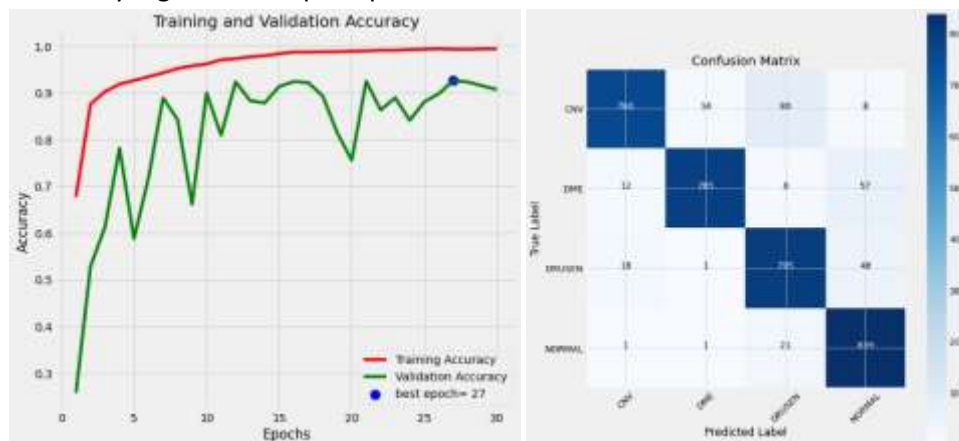 Training and Validation Accuracy
1.0
0.9
0.8
0.7
0.6
0.5
0.4
0.3
Accuracy
0
5
10
15
20
25
30
Epochs
Training Accuracy
Validation Accuracy
best epoch= 27
Confusion Matrix
True Label
CNV
8
DME
12
57
DRUSEN
18
1
48
NORMAL
1
1
21
CNV
DME
DRUSEN
NORMAL
Predicted Label